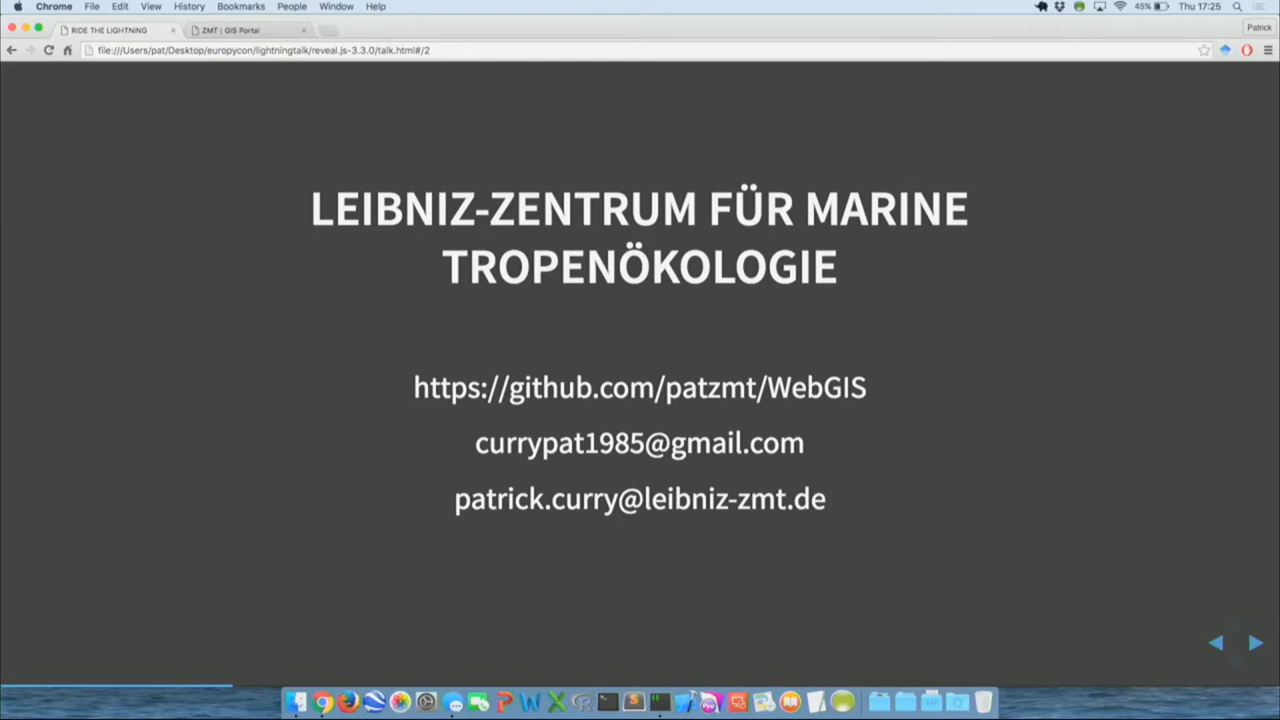 Chrome File Edit View History Bookmarks People Window Help 45% Thu 17:25
RIDE THE LIGHTNING ZMT | GIS Portal Patrick
file:///Users/pat/Desktop/europycon/lightningtalk/reveal.js-3.3.0/talk.html#/2
LEIBNIZ-ZENTRUM FÜR MARINE
TROPENÖKOLOGIE
https://github.com/patzmt/WebGIS
currypat1985@gmail.com
patrick.curry@leibniz-zmt.de